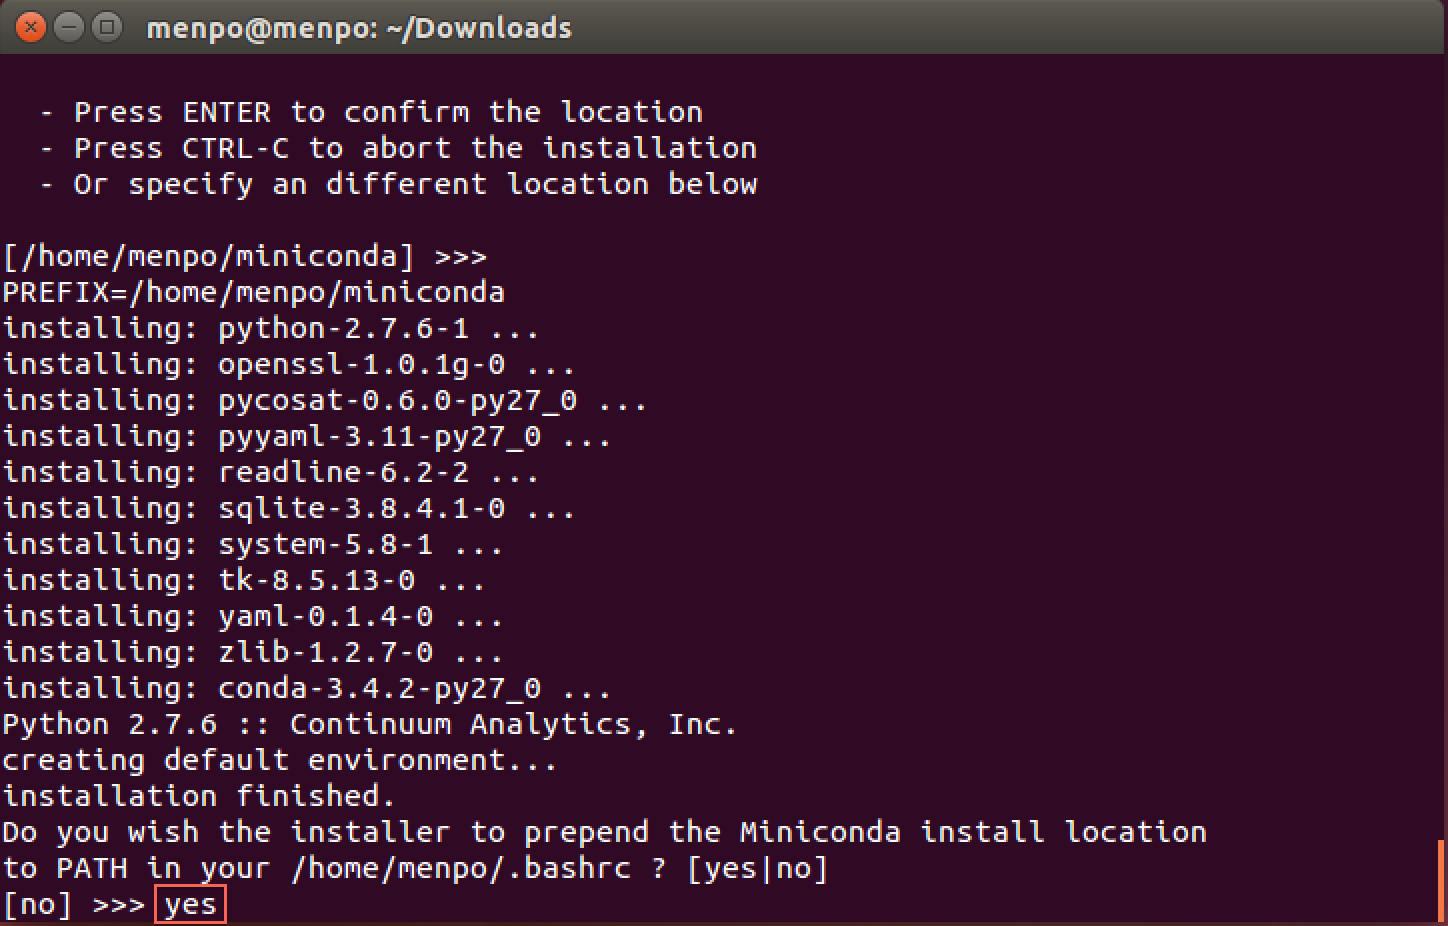 menpo@menpo: ~/Downloads
- Press ENTER to confirm the location
- Press CTRL-C to abort the installation
- Or specify an different location below
[/home/menpo/miniconda] >>>
PREFIX=/home/menpo/miniconda
installing: python-2.7.6-1 ...
installing: openssl-1.0.1g-0 ...
installing: pycosat-0.6.0-py27_0 ...
installing: pyyaml-3.11-py27_0 ...
installing: readline-6.2-2 ...
installing: sqlite-3.8.4.1-0 ...
installing: system-5.8-1 ...
installing: tk-8.5.13-0 ...
installing: yaml-0.1.4-0 ...
installing: zlib-1.2.7-0 ...
installing: conda-3.4.2-py27_0 ...
Python 2.7.6 :: Continuum Analytics, Inc.
creating default environment...
installation finished.
Do you wish the installer to prepend the Miniconda install location
to PATH in your /home/menpo/.bashrc ? [yes|no]
[no] >>> yes